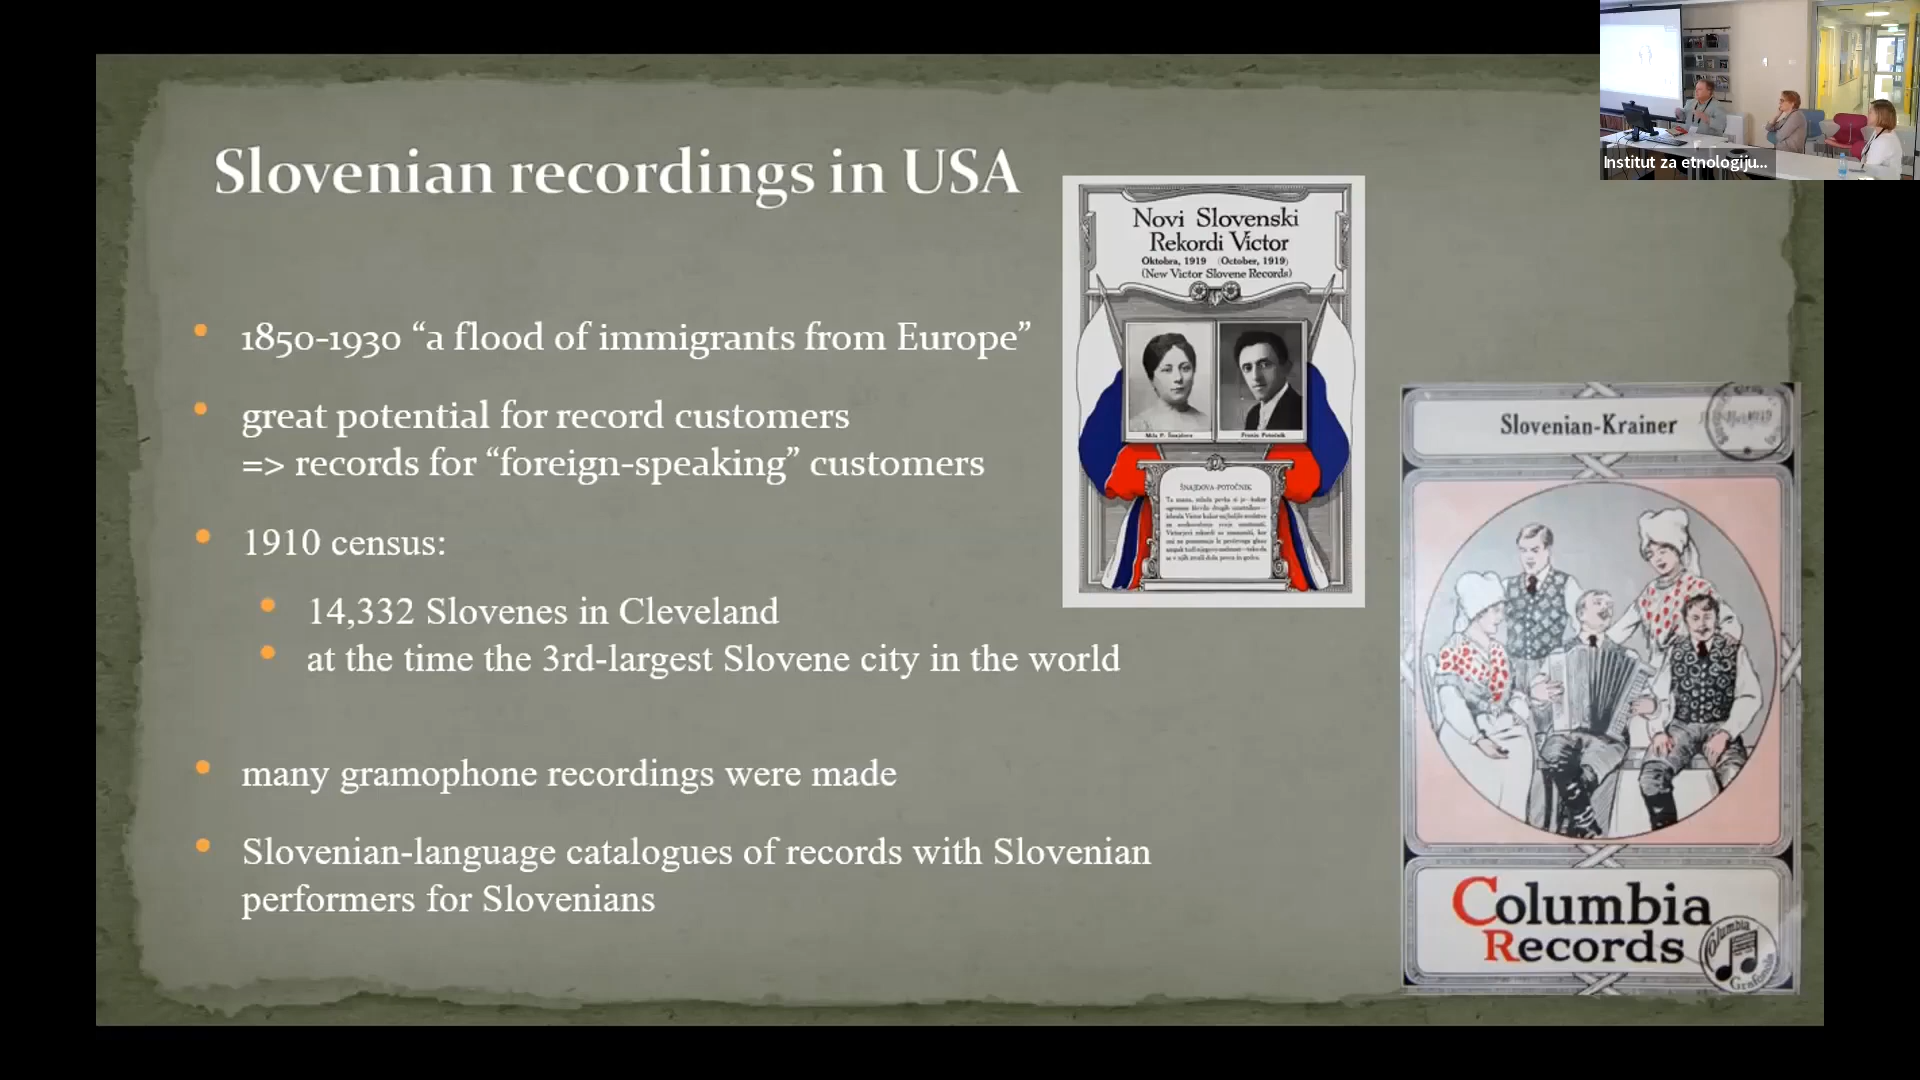 Slovenian recordings in USA
1850-1930 “a flood of immigrants from Europe”
great potential for record customers
=> records for “foreign-speaking” customers
1910 census:
14,332 Slovenes in Cleveland
at the time the 3rd-largest Slovene city in the world
many gramophone recordings were made
Slovenian-language catalogues of records with Slovenian
performers for Slovenians
Novi Slovenski
Rekordi Victor
Oktobra, 1919 (October, 1919)
(New Victor Slovene Records)
ŠNAJDOVA-POTOČNIK
Slovenian-Krainer
Columbia
Records
Columbia
Institut za etnologiju...